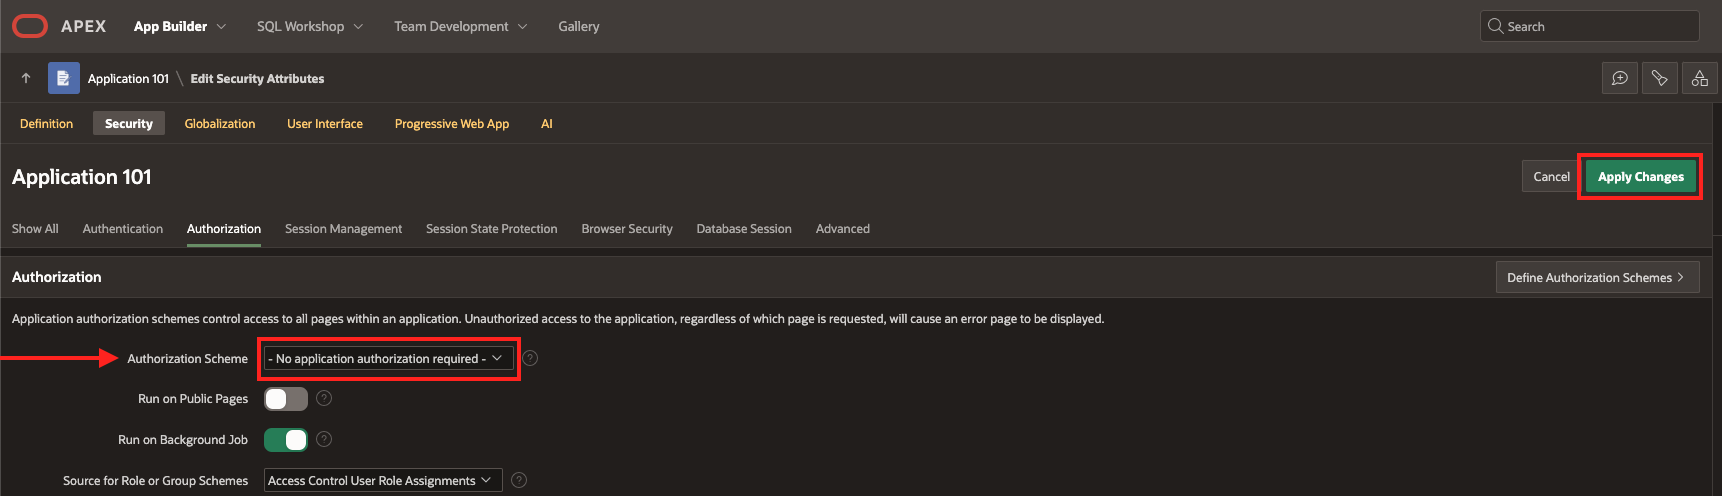 APEX App Builder SQL Workshop Team Development Gallery Search
Application 101 \ Edit Security Attributes
Definition Security Globalization User Interface Progressive Web App AI
Application 101 Cancel Apply Changes
Show All Authentication Authorization Session Management Session State Protection Browser Security Database Session Advanced
Authorization Define Authorization Schemes >
Application authorization schemes control access to all pages within an application. Unauthorized access to the application, regardless of which page is requested, will cause an error page to be displayed.
Authorization Scheme - No application authorization required - ?
Run on Public Pages ?
Run on Background Job ?
Source for Role or Group Schemes Access Control User Role Assignments ?